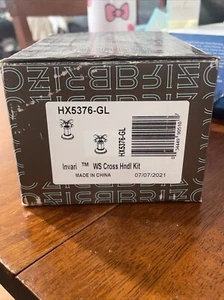 HX5376-GL
HX5376-GL
Invari ™ WS Cross Hndl Kit
MADE IN CHINA 07/07/2021